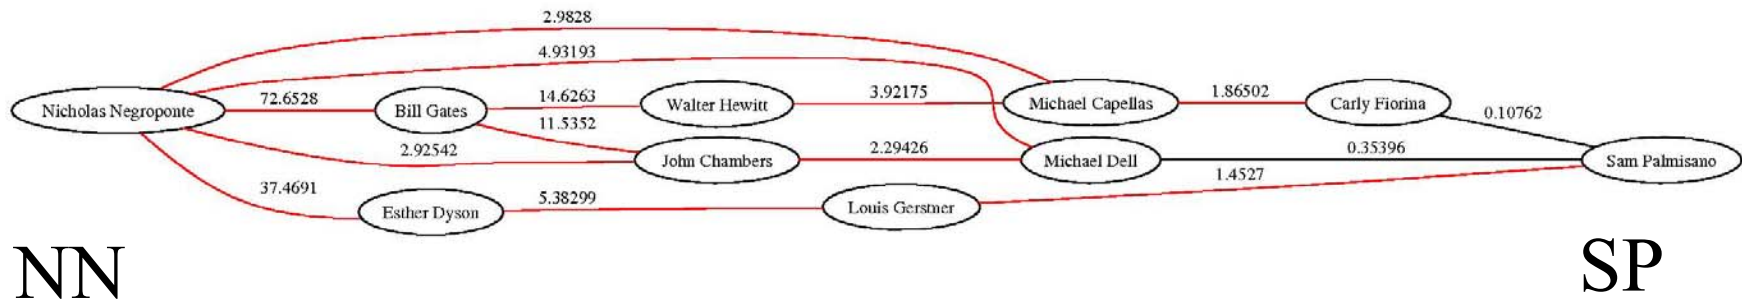 2.9828
4.93193
72.6528
14.6263
3.92175
1.86502
0.10762
Nicholas Negroponte
Bill Gates
Walter Hewitt
Michael Capellas
Carly Fiorina
11.5352
2.92542
2.29426
0.35396
John Chambers
Michael Dell
Sam Palmisano
37.4691
5.38299
1.4527
Esther Dyson
Louis Gerstner
NN
SP